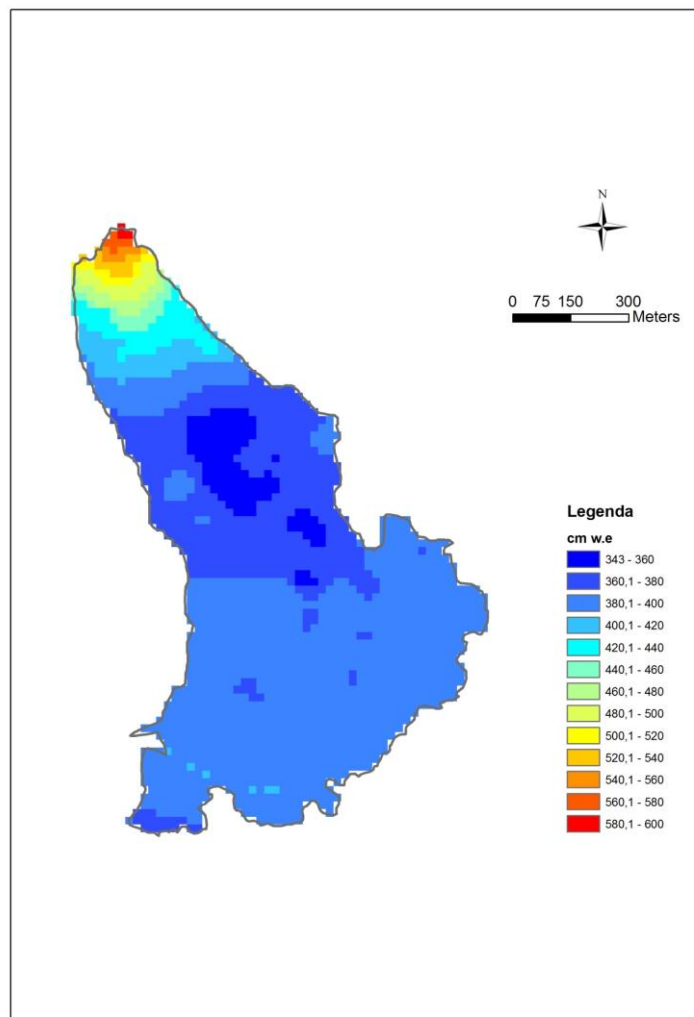 N
0 75 150 300
Meters
Legenda
cm w.e
343 - 360
360,1 - 380
380,1 - 400
400,1 - 420
420,1 - 440
440,1 - 460
460,1 - 480
480,1 - 500
500,1 - 520
520,1 - 540
540,1 - 560
560,1 - 580
580,1 - 600